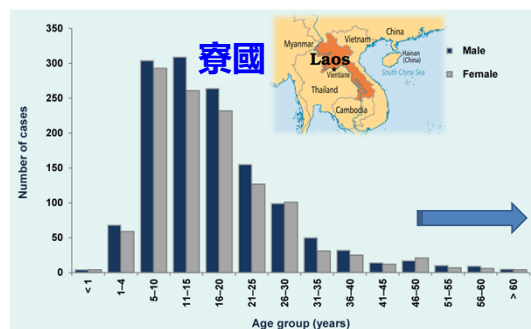 寮國
Myanmar
China
Vietnam
Hainan
(China)
Laos
Vientiane
South China Sea
Thailand
Cambodia
Male
Female
Number of cases
350
300
250
200
150
100
50
0
< 1
1–4
5–10
11–15
16–20
21–25
26–30
31–35
36–40
41–45
46–50
51–55
56–60
> 60
Age group (years)